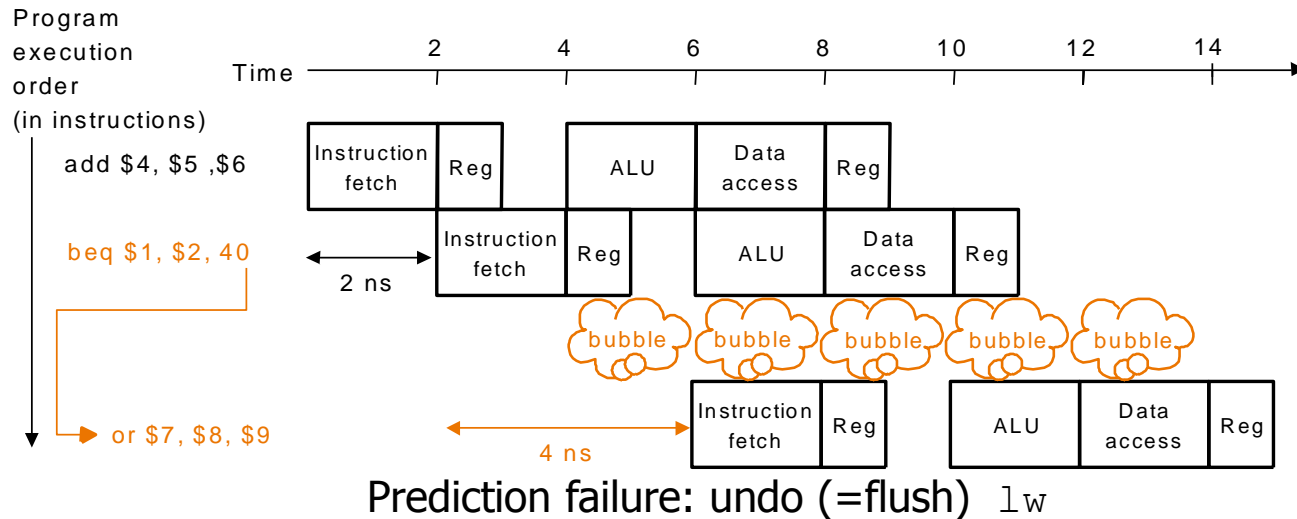 Program
execution
order
(in instructions)
Time
2 4 6 8 10 12 14
add $4, $5 ,$6
Instruction
fetch
Reg
ALU
Data
access
Reg
beq $1, $2, 40
2 ns
Instruction
fetch
Reg
ALU
Data
access
Reg
bubble bubble bubble bubble bubble
or $7, $8, $9
4 ns
Instruction
fetch
Reg
ALU
Data
access
Reg
Prediction failure: undo (=flush) lw